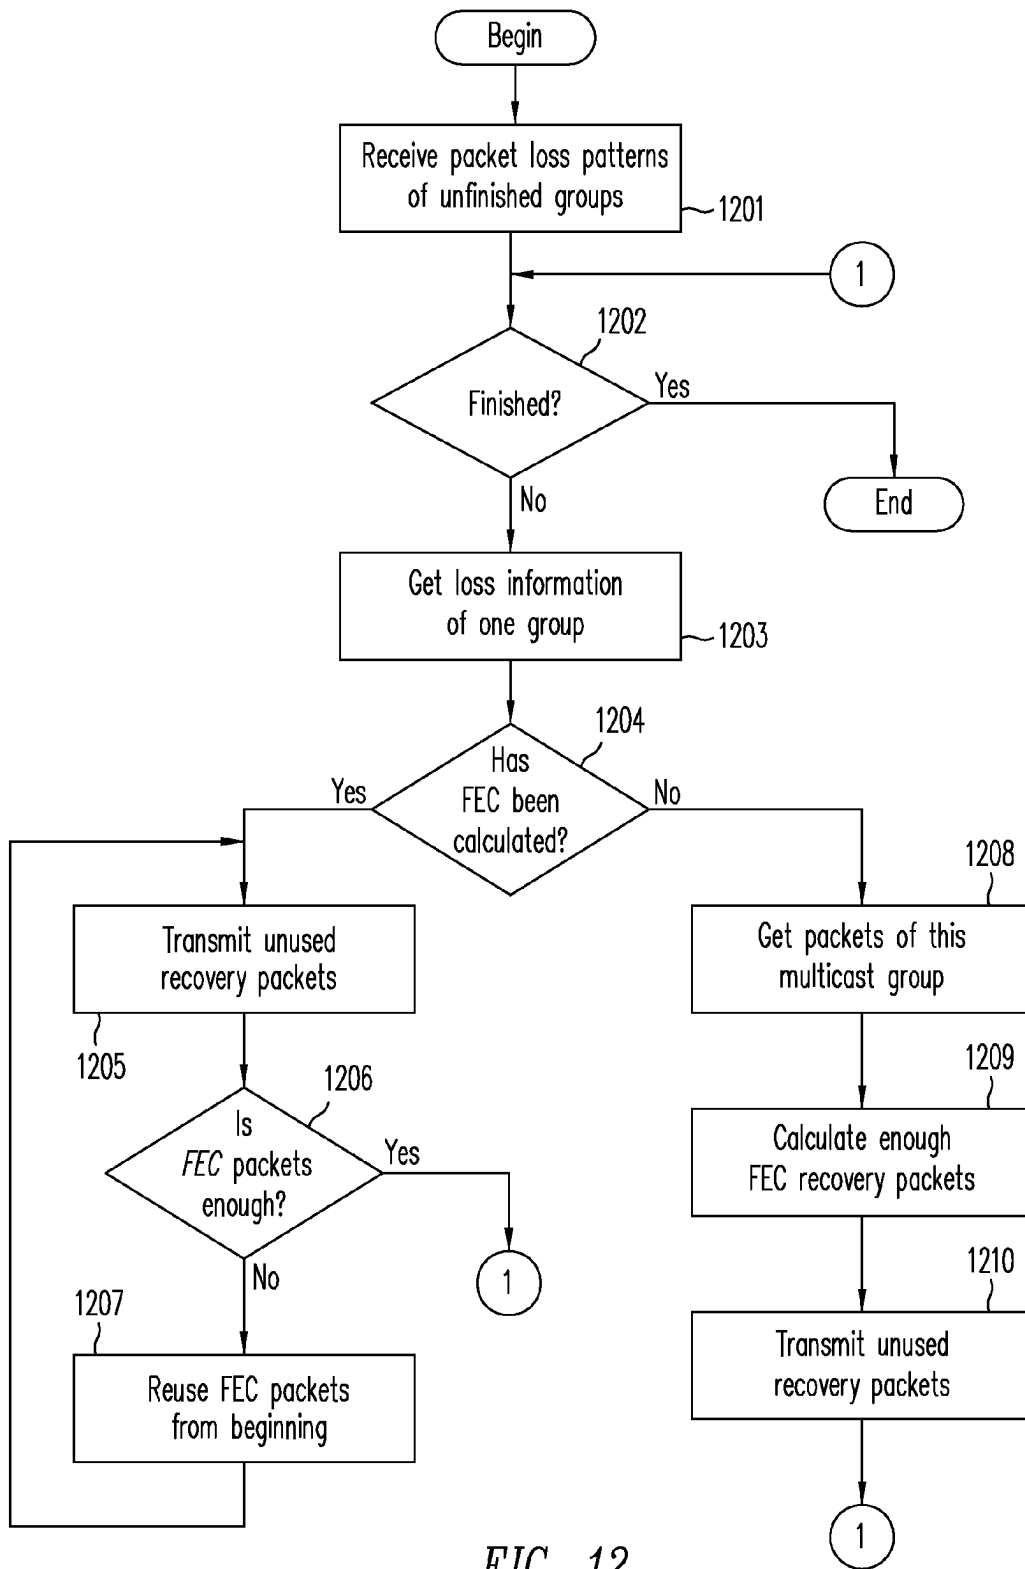 Begin
Receive packet loss patterns
of unfinished groups
1201
1
1202
Finished?
Yes
No
End
Get loss information
of one group
1203
1204
Has
FEC been
calculated?
Yes
No
1208
Transmit unused
recovery packets
1205
Get packets of this
multicast group
1206
Is
FEC packets
enough?
Yes
No
1
1209
Calculate enough
FEC recovery packets
1207
Reuse FEC packets
from beginning
1210
Transmit unused
recovery packets
1
FIG. 12